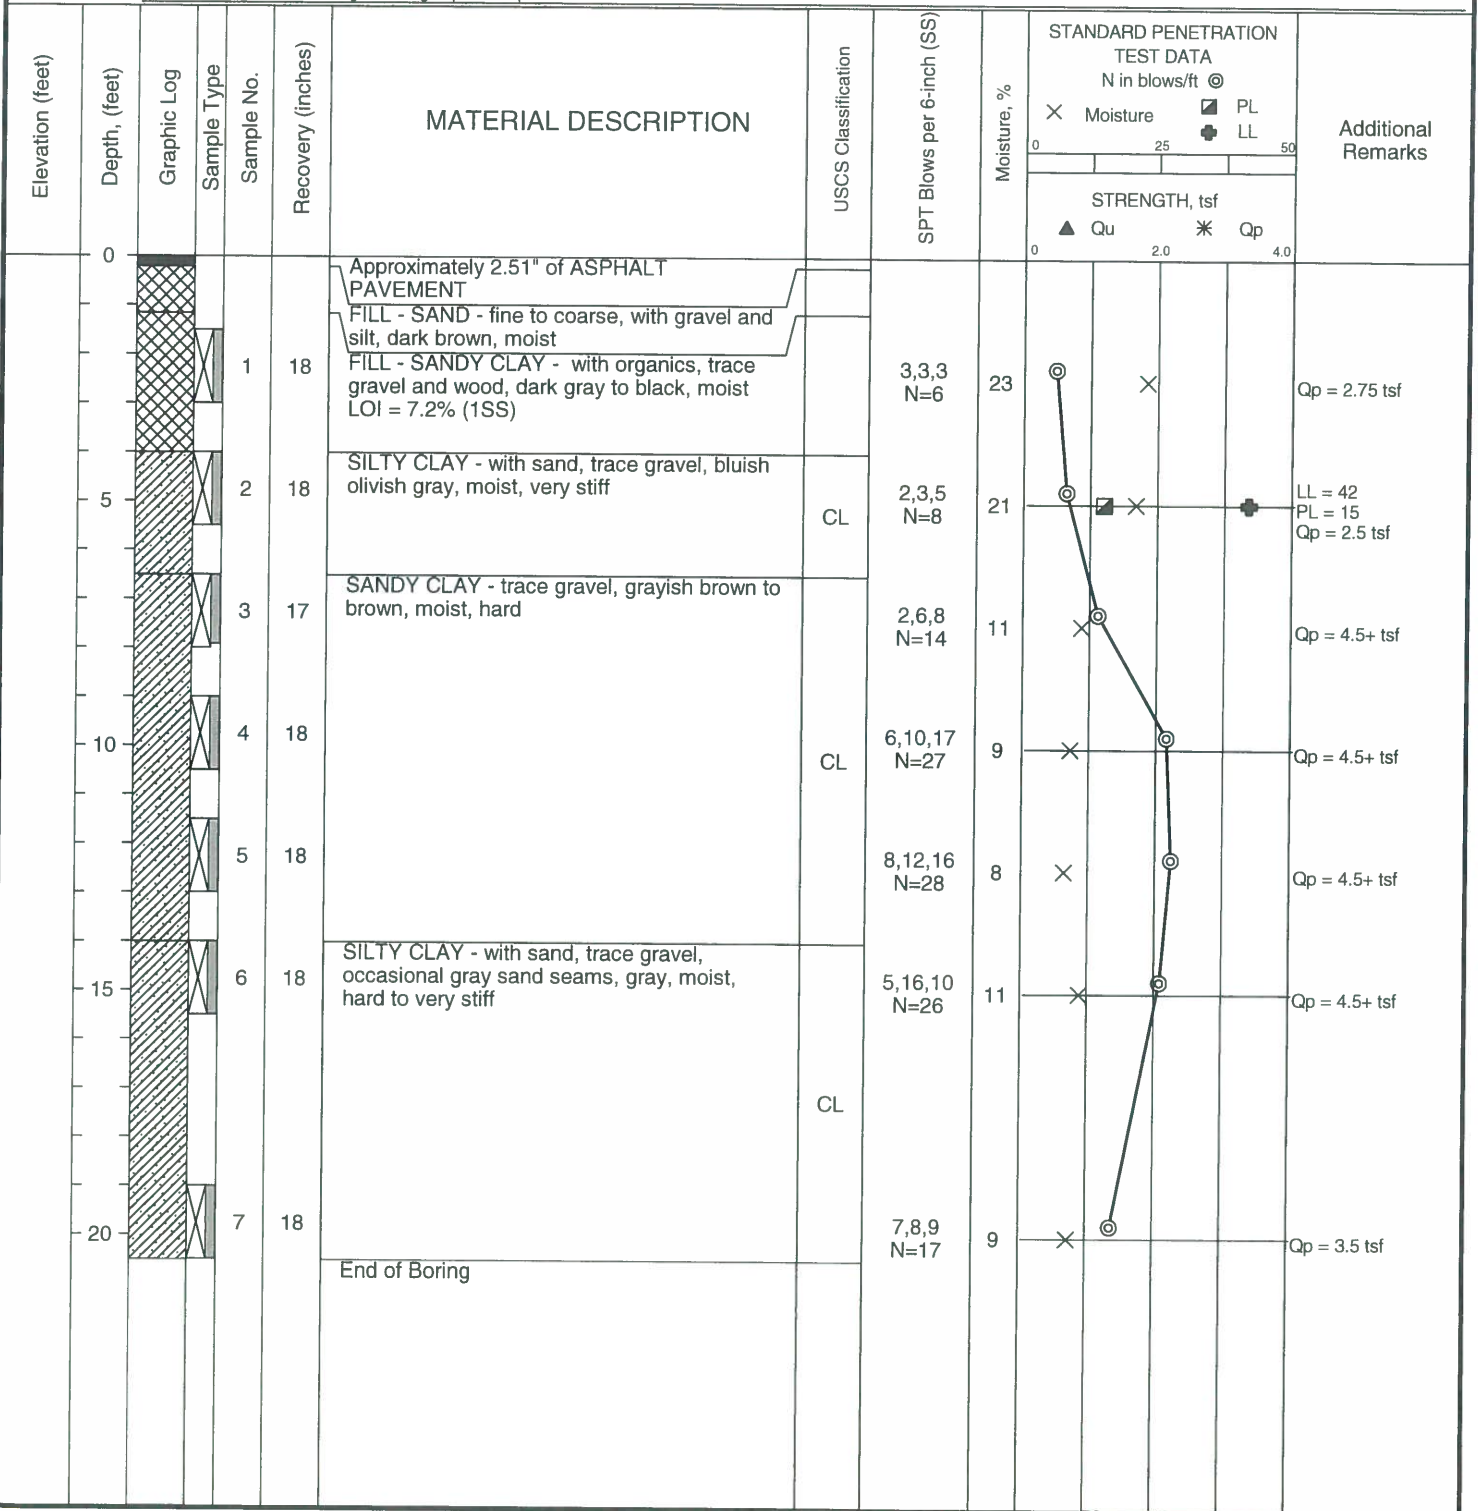 Elevation (feet)
Depth, (feet)
Graphic Log
Sample Type
Sample No.
Recovery (inches)
MATERIAL DESCRIPTION
USCS Classification
SPT Blows per 6-inch (SS)
Moisture, %
STANDARD PENETRATION
TEST DATA
N in blows/ft
Moisture
PL
LL
0 25 50
STRENGTH, tsf
Qu
Qp
0 2.0 4.0
Additional
Remarks
0
Approximately 2.51" of ASPHALT
PAVEMENT
FILL - SAND - fine to coarse, with gravel and
silt, dark brown, moist
FILL - SANDY CLAY - with organics, trace
gravel and wood, dark gray to black, moist
LOI = 7.2% (1SS)
1
18
3,3,3
N=6
23
Qp = 2.75 tsf
SILTY CLAY - with sand, trace gravel, bluish
olivish gray, moist, very stiff
5
2
18
CL
2,3,5
N=8
21
LL = 42
PL = 15
Qp = 2.5 tsf
SANDY CLAY - trace gravel, grayish brown to
brown, moist, hard
3
17
2,6,8
N=14
11
Qp = 4.5+ tsf
10
4
18
CL
6,10,17
N=27
9
Qp = 4.5+ tsf
5
18
8,12,16
N=28
8
Qp = 4.5+ tsf
SILTY CLAY - with sand, trace gravel,
occasional gray sand seams, gray, moist,
hard to very stiff
15
6
18
5,16,10
N=26
11
Qp = 4.5+ tsf
CL
20
7
18
7,8,9
N=17
9
Qp = 3.5 tsf
End of Boring